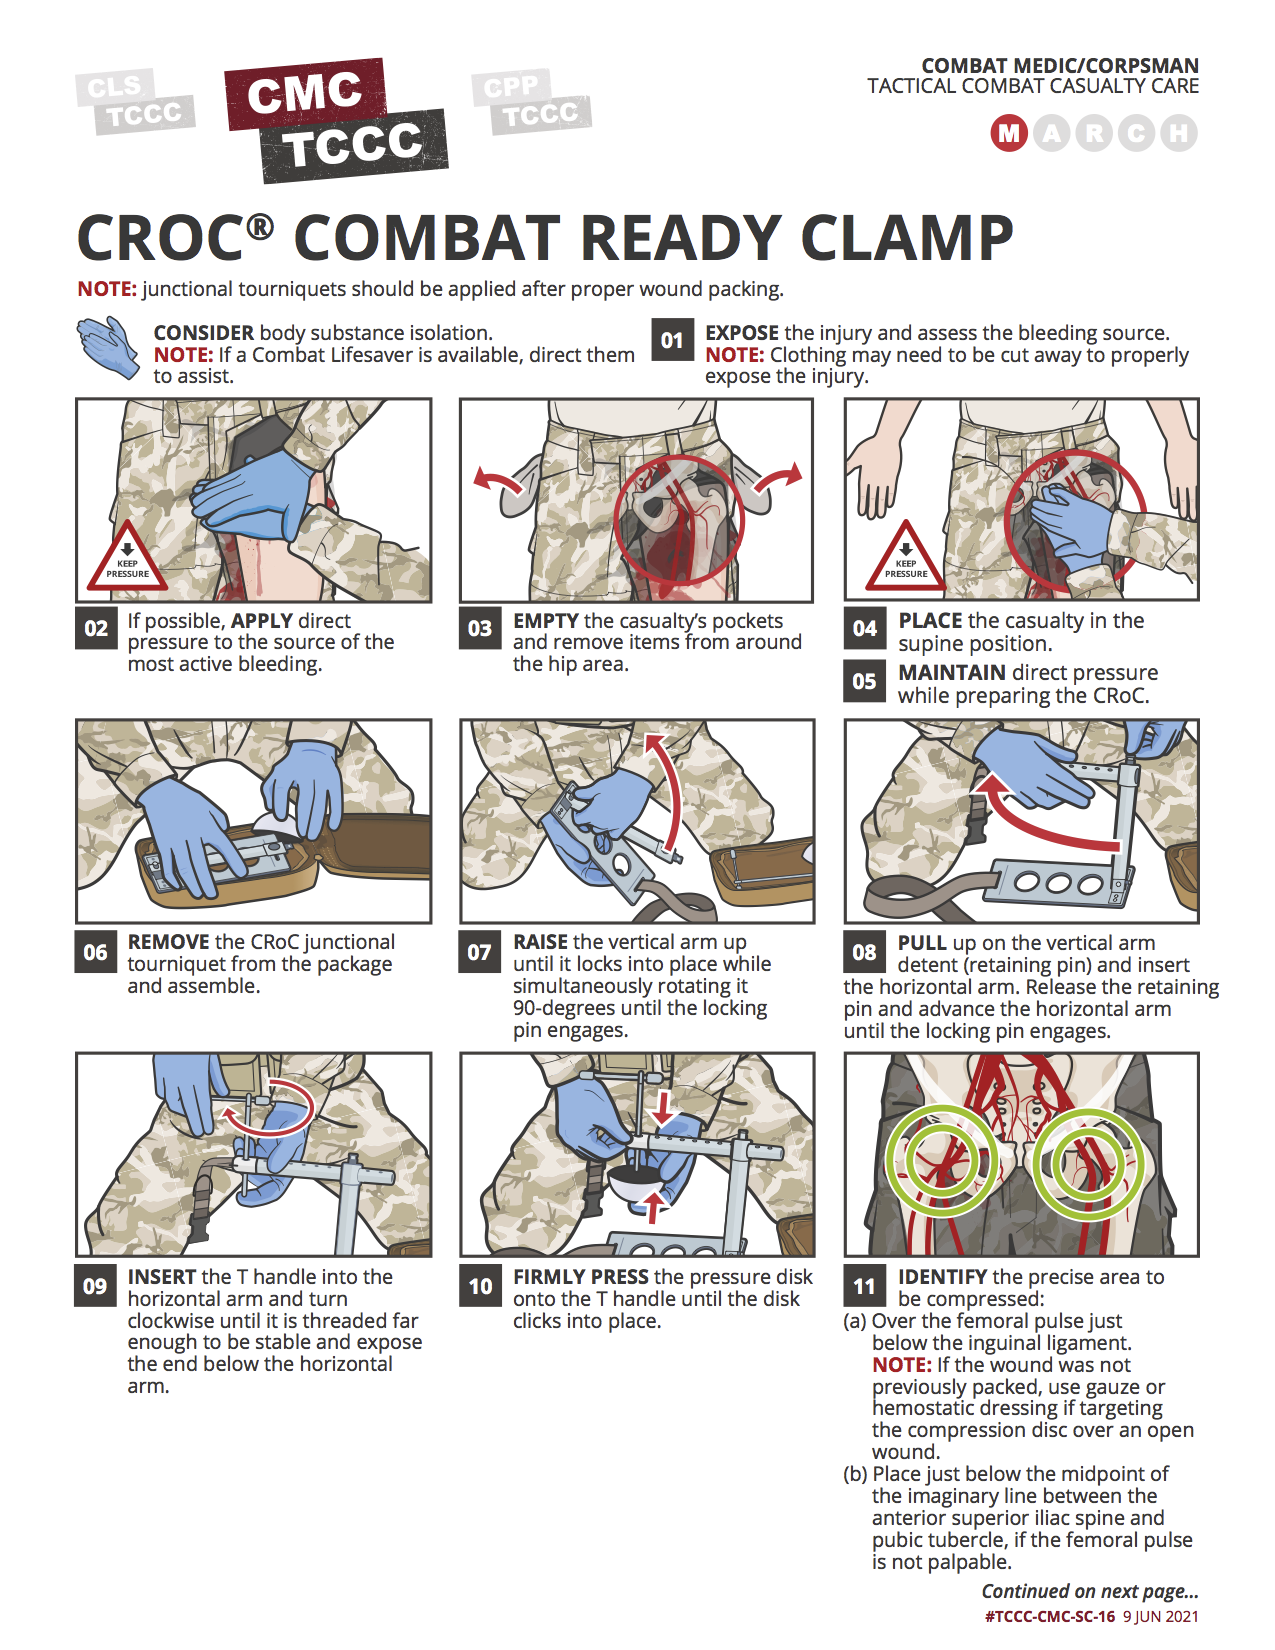 CLS
TCCC
CMC
TCCC
CPP
TCCC
COMBAT MEDIC/CORPSMAN
TACTICAL COMBAT CASUALTY CARE
M A R C H
CROC® COMBAT READY CLAMP
NOTE: junctional tourniquets should be applied after proper wound packing.
CONSIDER body substance isolation.
NOTE: If a Combat Lifesaver is available, direct them
to assist.
01 EXPOSE the injury and assess the bleeding source.
NOTE: Clothing may need to be cut away to properly
expose the injury.
KEEP
PRESSURE
KEEP
PRESSURE
02 If possible, APPLY direct
pressure to the source of the
most active bleeding.
03 EMPTY the casualty's pockets
and remove items from around
the hip area.
04 PLACE the casualty in the
supine position.
05 MAINTAIN direct pressure
while preparing the CRoC.
06 REMOVE the CRoC junctional
tourniquet from the package
and assemble.
07 RAISE the vertical arm up
until it locks into place while
simultaneously rotating it
90-degrees until the locking
pin engages.
08 PULL up on the vertical arm
detent (retaining pin) and insert
the horizontal arm. Release the retaining
pin and advance the horizontal arm
until the locking pin engages.
09 INSERT the T handle into the
horizontal arm and turn
clockwise until it is threaded far
enough to be stable and expose
the end below the horizontal
arm.
10 FIRMLY PRESS the pressure disk
onto the T handle until the disk
clicks into place.
11 IDENTIFY the precise area to
be compressed:
(a) Over the femoral pulse just
below the inguinal ligament.
NOTE: If the wound was not
previously packed, use gauze or
hemostatic dressing if targeting
the compression disc over an open
wound.
(b) Place just below the midpoint of
the imaginary line between the
anterior superior iliac spine and
pubic tubercle, if the femoral pulse
is not palpable.
Continued on next page...
#TCCC-CMC-SC-16 9 JUN 2021